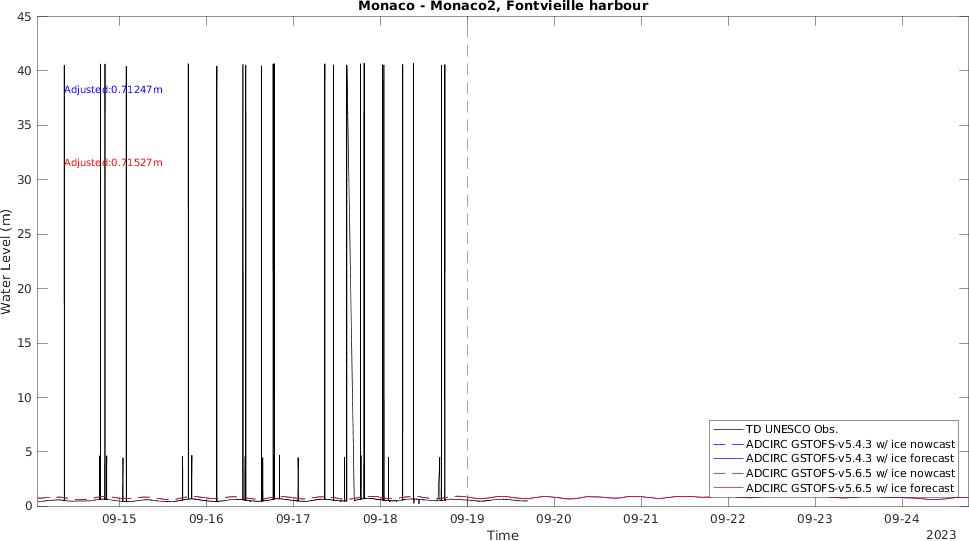 Monaco - Monaco2, Fontvieille harbour
45
40
35
30
25
20
15
10
5
0
Water Level (m)
Adjusted:0.71247m
Adjusted:0.71527m
TD UNESCO Obs.
ADCIRC GSTOFS-v5.4.3 w/ ice nowcast
ADCIRC GSTOFS-v5.4.3 w/ ice forecast
ADCIRC GSTOFS-v5.6.5 w/ ice nowcast
ADCIRC GSTOFS-v5.6.5 w/ ice forecast
09-15 09-16 09-17 09-18 09-19 09-20 09-21 09-22 09-23 09-24
Time
2023